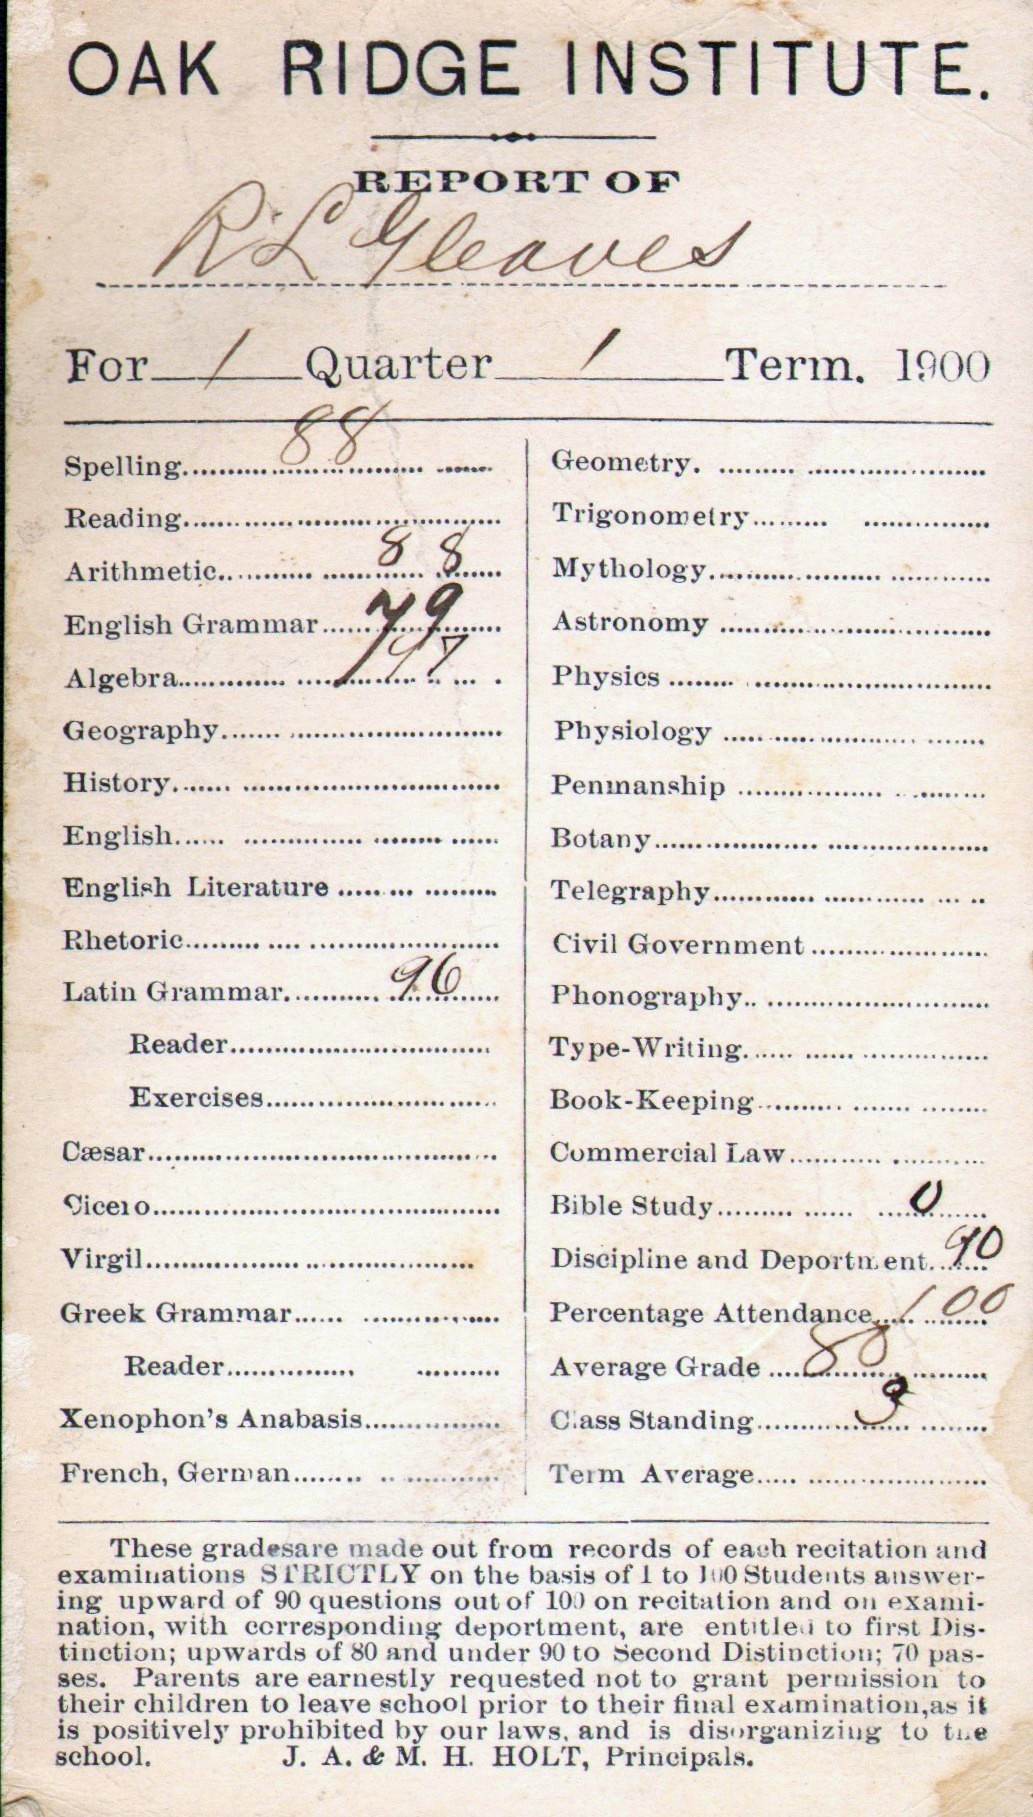 OAK RIDGE INSTITUTE.
REPORT OF
R L Gleaves
For 1 Quarter 1 Term. 1900
Spelling 88
Reading
Arithmetic 88
English Grammar 79
Algebra
Geography
History
English
English Literature
Rhetoric
Latin Grammar 96
Reader
Exercises
Cæsar
Cicero
Virgil
Greek Grammar
Reader
Xenophon's Anabasis
French, German
Geometry.
Trigonometry
Mythology
Astronomy
Physics
Physiology
Penmanship
Botany
Telegraphy
Civil Government
Phonography
Type-Writing
Book-Keeping
Commercial Law
Bible Study 0
Discipline and Deportment. 90
Percentage Attendance 100
Average Grade 80
Class Standing 3
Term Average
These gradesare made out from records of each recitation and
examinations STRICTLY on the basis of 1 to 100 Students answer-
ing upward of 90 questions out of 100 on recitation and on exami-
nation, with corresponding department, are entitled to first Dis-
tinction; upwards of 80 and under 90 to Second Distinction; 70 pas-
ses. Parents are earnestly requested not to grant permission to
their children to leave school prior to their final examination,as it
is positively prohibited by our laws, and is disorganizing to the
school. J. A. & M. H. HOLT, Principals.